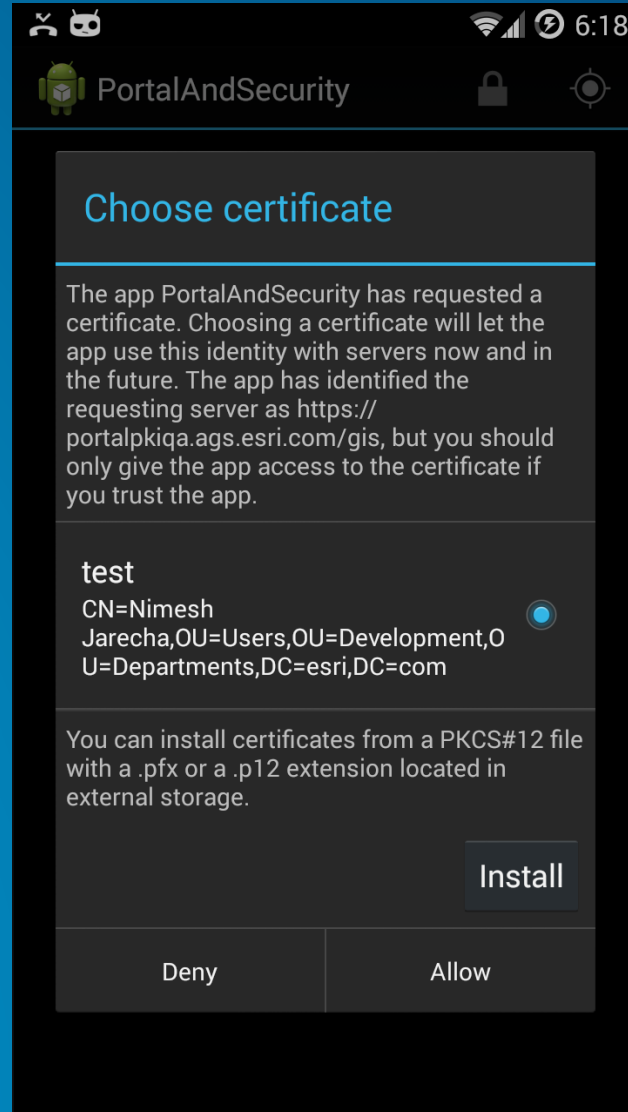 6:18
PortalAndSecurity
Choose certificate
The app PortalAndSecurity has requested a
certificate. Choosing a certificate will let the
app use this identity with servers now and in
the future. The app has identified the
requesting server as https://
portalpkiqa.ags.esri.com/gis, but you should
only give the app access to the certificate if
you trust the app.
test
CN=Nimesh
Jarecha,OU=Users,OU=Development,O
U=Departments,DC=esri,DC=com
You can install certificates from a PKCS#12 file
with a .pfx or a .p12 extension located in
external storage.
Install
Deny Allow